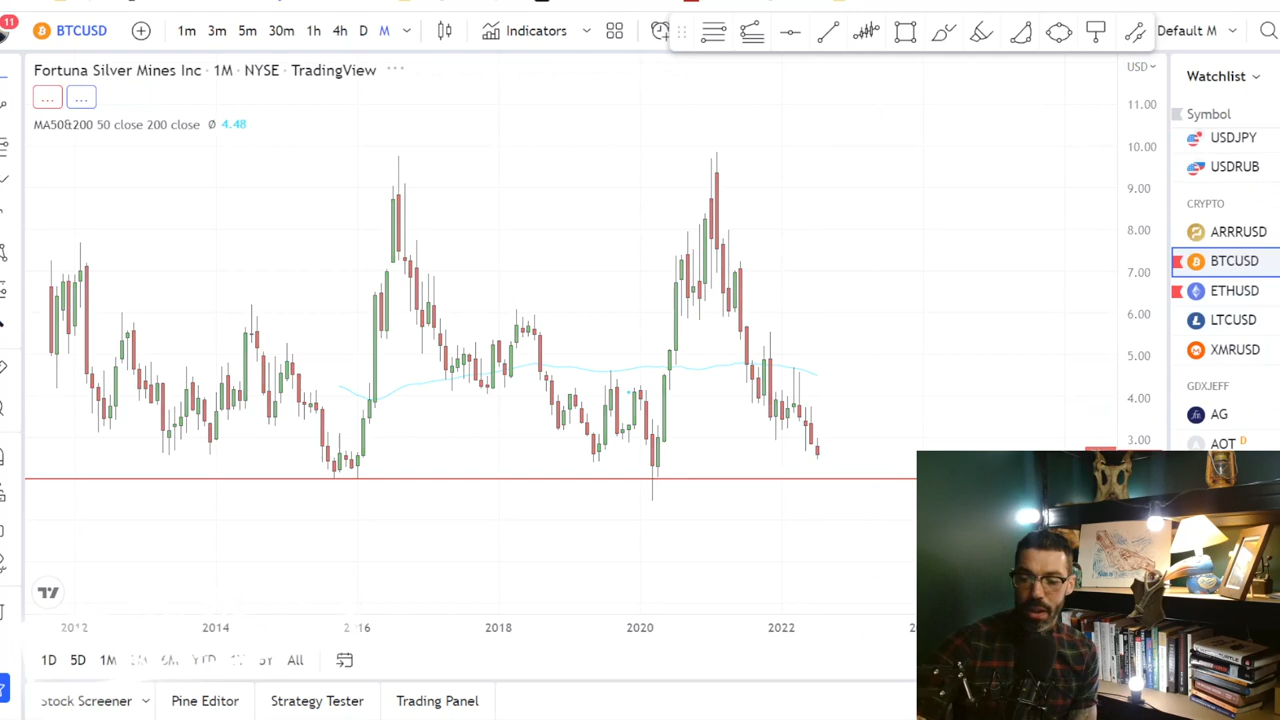 11
BTCUSD
1m 3m 5m 30m 1h 4h D M
Indicators
Default M
Fortuna Silver Mines Inc · 1M · NYSE · TradingView
USD
...
...
MA50&200 50 close 200 close Ø 4.48
11.00
10.00
9.00
8.00
7.00
6.00
5.00
4.00
3.00
Watchlist
Symbol
USDJPY
USDRUB
CRYPTO
ARRRUSD
BTCUSD
ETHUSD
LTCUSD
XMRUSD
GDXJEFF
AG
AOT D
2012
2014
2018
2020
2022
1D 5D 1M All
Stock Screener
Pine Editor
Strategy Tester
Trading Panel